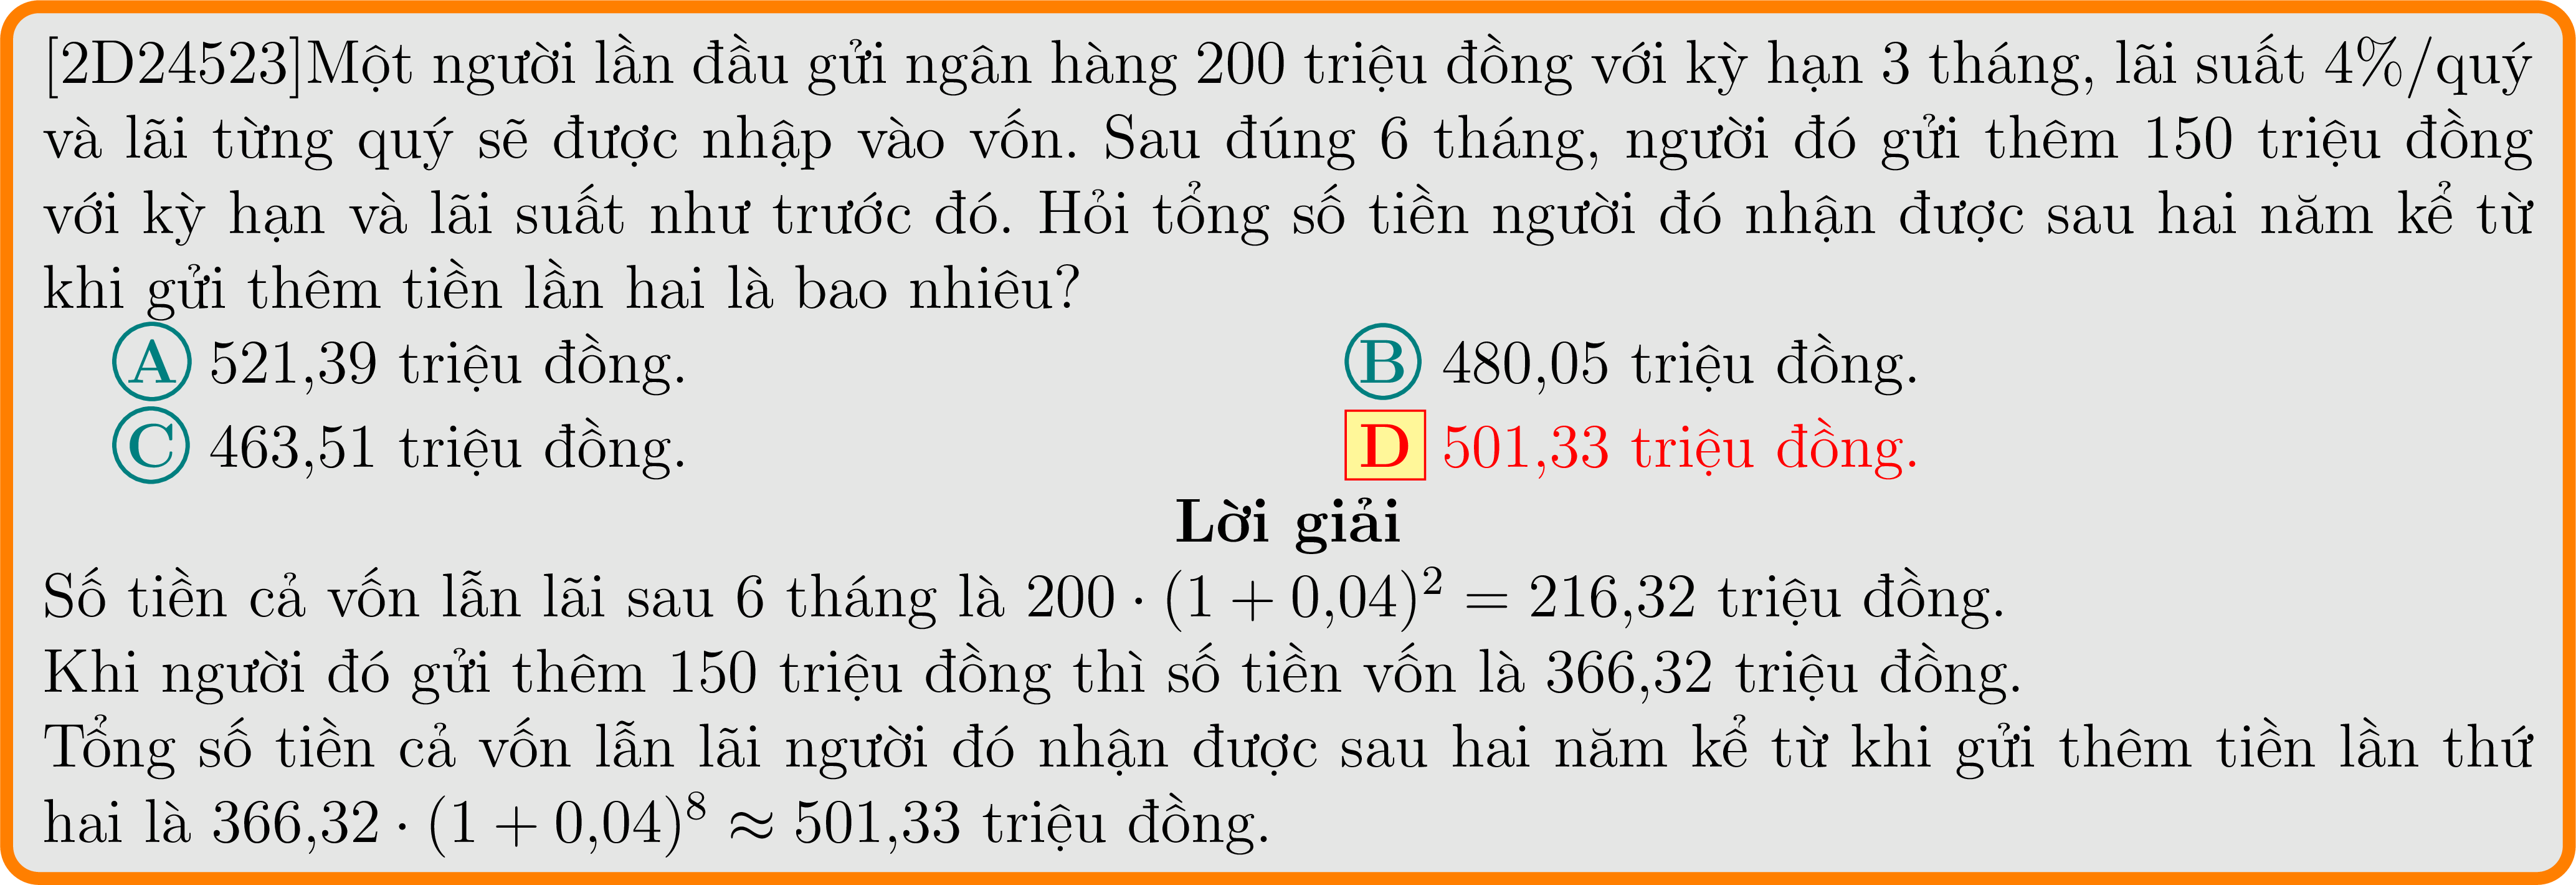 [2D24523]Một người lần đầu gửi ngân hàng 200 triệu đồng với kỳ hạn 3 tháng, lãi suất 4%/quý
và lãi từng quý sẽ được nhập vào vốn. Sau đúng 6 tháng, người đó gửi thêm 150 triệu đồng
với kỳ hạn và lãi suất như trước đó. Hỏi tổng số tiền người đó nhận được sau hai năm kể từ
khi gửi thêm tiền lần hai là bao nhiêu?
A 521,39 triệu đồng. B 480,05 triệu đồng.
C 463,51 triệu đồng. D 501,33 triệu đồng.
Lời giải
Số tiền cả vốn lẫn lãi sau 6 tháng là 200 · (1 + 0,04)² = 216,32 triệu đồng.
Khi người đó gửi thêm 150 triệu đồng thì số tiền vốn là 366,32 triệu đồng.
Tổng số tiền cả vốn lẫn lãi người đó nhận được sau hai năm kể từ khi gửi thêm tiền lần thứ
hai là 366,32 · (1 + 0,04)⁸ ≈ 501,33 triệu đồng.